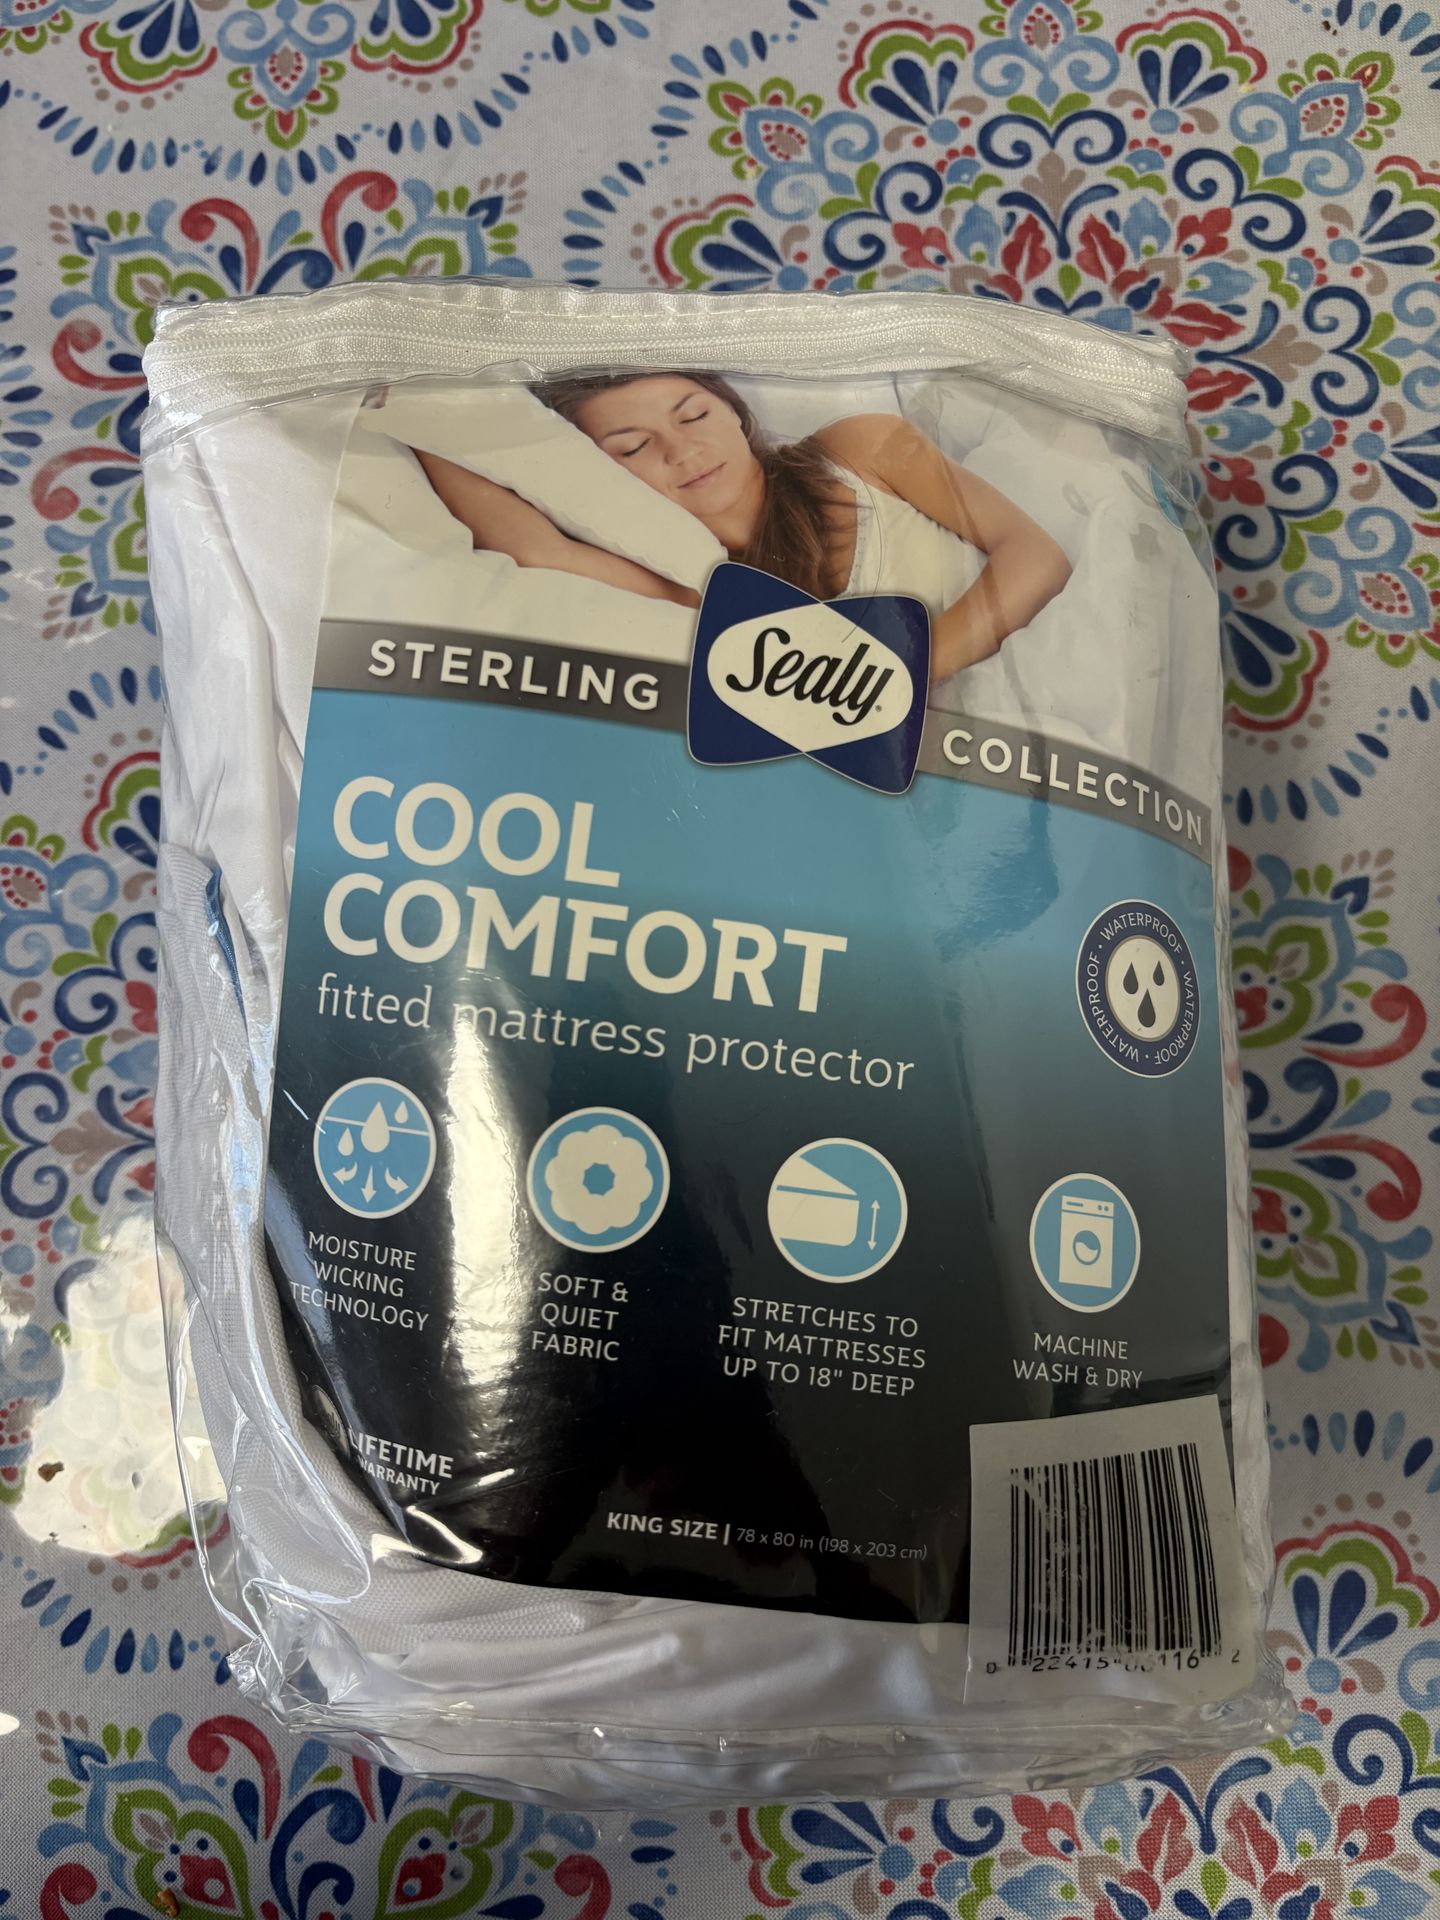 Sealy
STERLING COLLECTION
COOL
COMFORT
fitted mattress protector
WATERPROOF • WATERPROOF • WATERPROOF •
MOISTURE
WICKING
TECHNOLOGY
SOFT &
QUIET
FABRIC
STRETCHES TO
FIT MATTRESSES
UP TO 18" DEEP
MACHINE
WASH & DRY
LIFETIME
WARRANTY
KING SIZE | 78 x 80 in (198 x 203 cm)